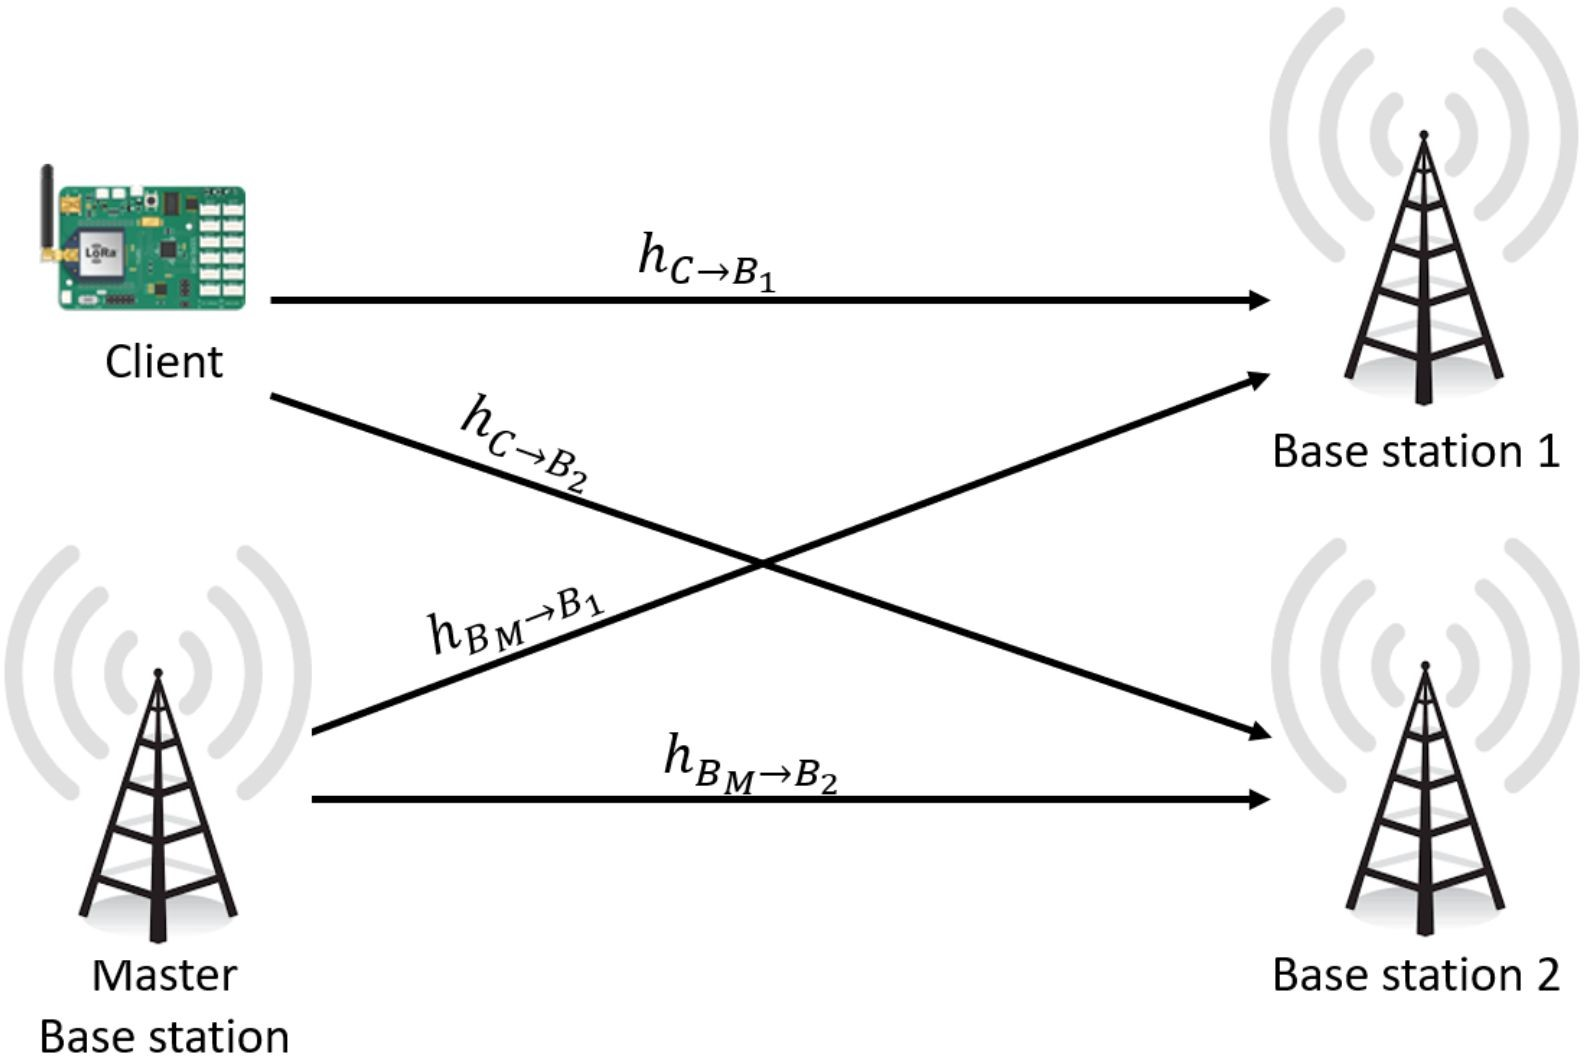 LoRa
Client
h_{C→B_1}
h_{C→B_2}
Base station 1
h_{B_M→B_1}
h_{B_M→B_2}
Master
Base station
Base station 2